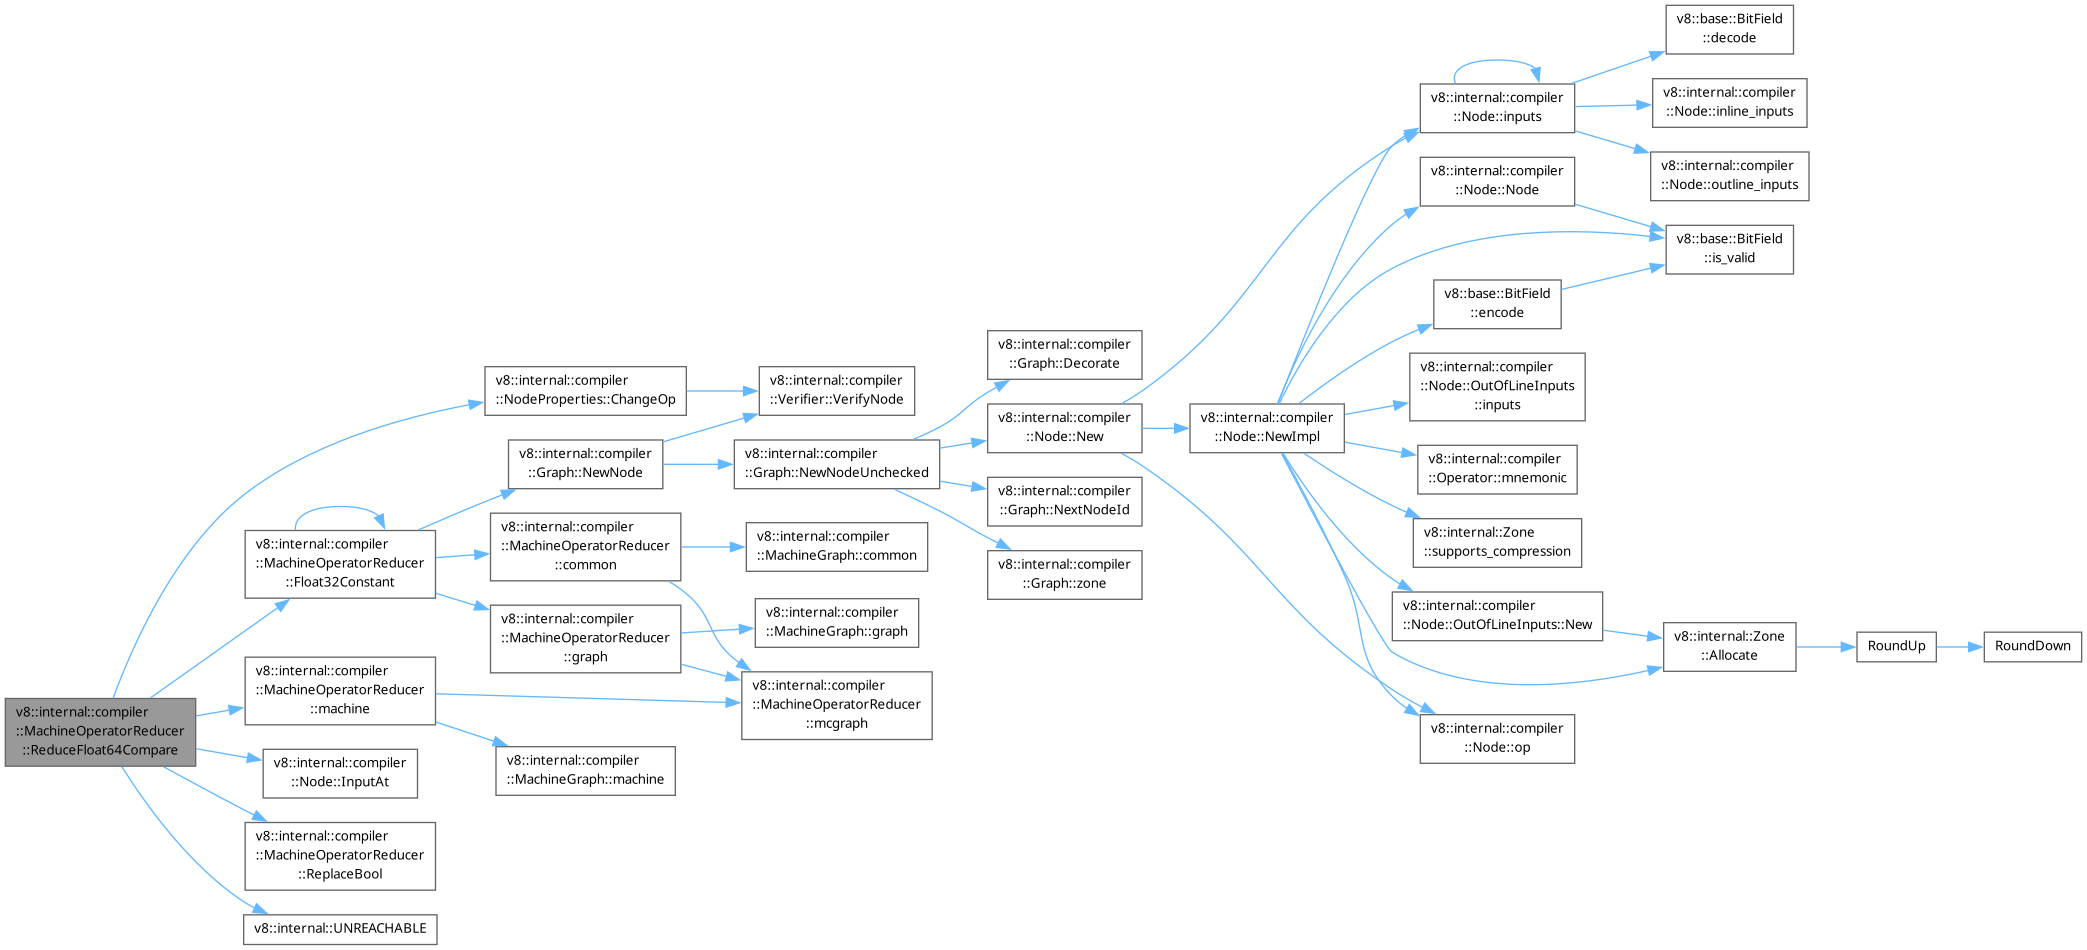 v8::internal::compiler
::MachineOperatorReducer
::ReduceFloat64Compare
v8::internal::compiler
::NodeProperties::ChangeOp
v8::internal::compiler
::Verifier::VerifyNode
v8::internal::compiler
::MachineOperatorReducer
::Float32Constant
v8::internal::compiler
::Graph::NewNode
v8::internal::compiler
::Graph::NewNodeUnchecked
v8::internal::compiler
::Graph::Decorate
v8::internal::compiler
::Node::New
v8::internal::compiler
::Graph::NextNodeId
v8::internal::compiler
::Graph::zone
v8::internal::compiler
::Node::NewImpl
v8::internal::compiler
::Node::inputs
v8::base::BitField
::decode
v8::internal::compiler
::Node::inline_inputs
v8::internal::compiler
::Node::outline_inputs
v8::internal::compiler
::Node::Node
v8::base::BitField
::is_valid
v8::base::BitField
::encode
v8::internal::compiler
::Node::OutOfLineInputs
::inputs
v8::internal::compiler
::Operator::mnemonic
v8::internal::Zone
::supports_compression
v8::internal::compiler
::Node::OutOfLineInputs::New
v8::internal::Zone
::Allocate
RoundUp
RoundDown
v8::internal::compiler
::Node::op
v8::internal::compiler
::MachineOperatorReducer
::common
v8::internal::compiler
::MachineGraph::common
v8::internal::compiler
::MachineOperatorReducer
::graph
v8::internal::compiler
::MachineGraph::graph
v8::internal::compiler
::MachineOperatorReducer
::mcgraph
v8::internal::compiler
::MachineOperatorReducer
::machine
v8::internal::compiler
::MachineGraph::machine
v8::internal::compiler
::Node::InputAt
v8::internal::compiler
::MachineOperatorReducer
::ReplaceBool
v8::internal::UNREACHABLE